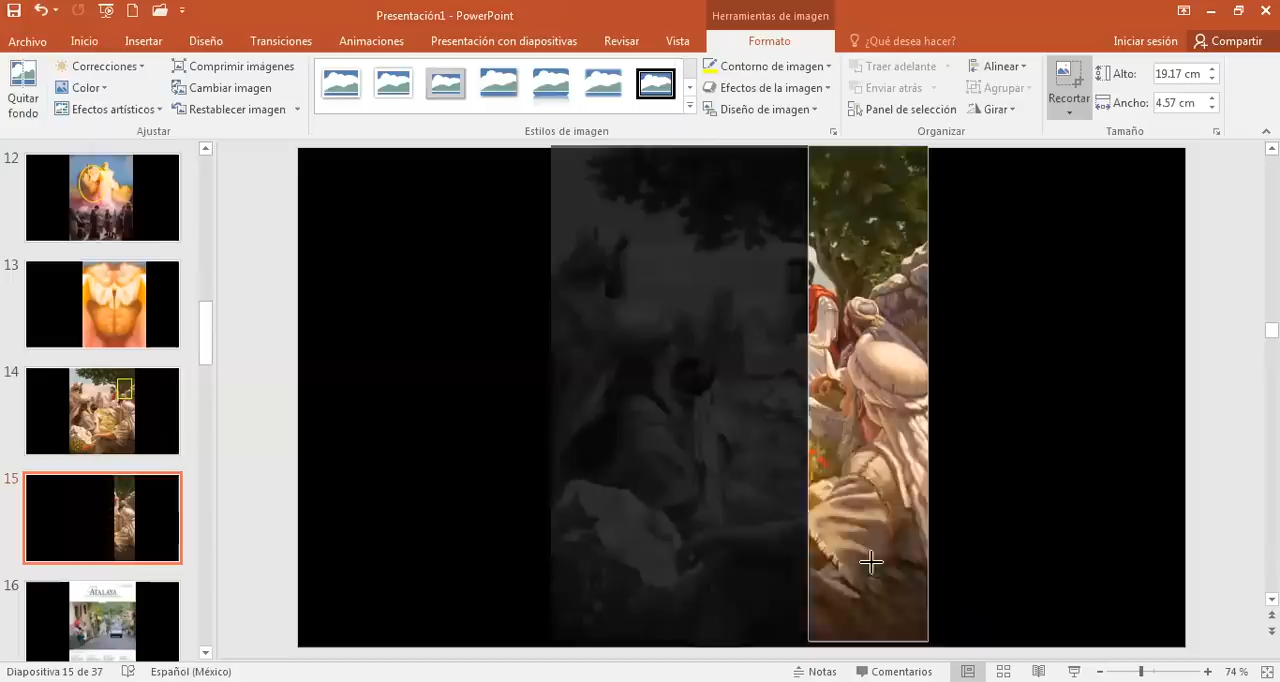 Presentación1 - PowerPoint
Herramientas de imagen
Archivo
Inicio
Insertar
Diseño
Transiciones
Animaciones
Presentación con diapositivas
Revisar
Vista
Formato
¿Qué desea hacer?
Iniciar sesión
Compartir
Quitar fondo
Correcciones
Color
Efectos artísticos
Comprimir imágenes
Cambiar imagen
Restablecer imagen
Ajustar
Estilos de imagen
Contorno de imagen
Efectos de la imagen
Diseño de imagen
Traer adelante
Enviar atrás
Panel de selección
Alinear
Agrupar
Girar
Organizar
Recortar
Alto: 19.17 cm
Ancho: 4.57 cm
Tamaño
12
13
14
15
16
ATALAYA
Diapositiva 15 de 37
Español (México)
Notas
Comentarios
74 %